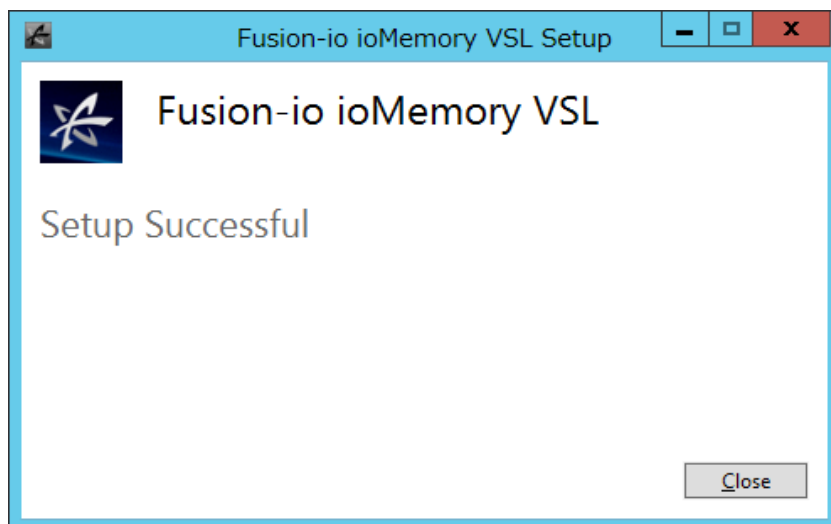 Fusion-io ioMemory VSL Setup
Fusion-io ioMemory VSL
Setup Successful
Close